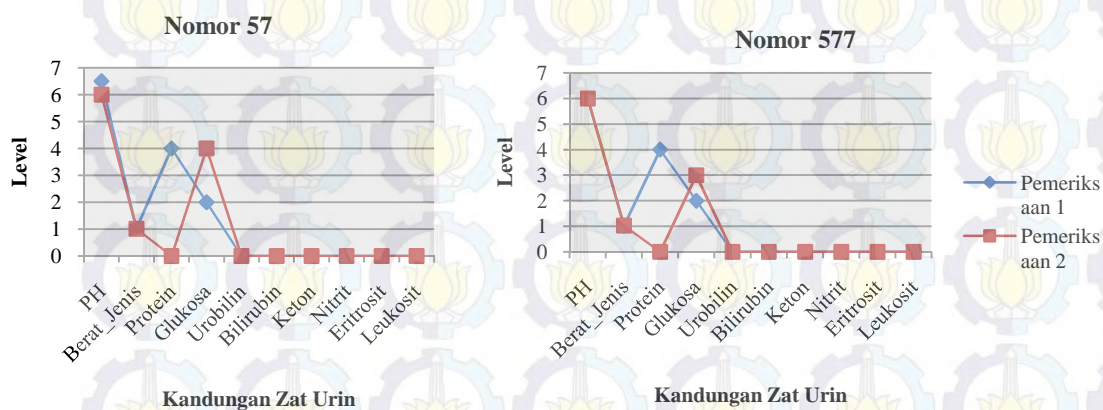 Nomor 57
7
6
5
4
3
2
1
0
Level
PH
Berat_Jenis
Protein
Glukosa
Urobilin
Bilirubin
Keton
Nitrit
Eritrosit
Leukosit
Kandungan Zat Urin
Nomor 577
7
6
5
4
3
2
1
0
Level
PH
Berat_Jenis
Protein
Glukosa
Urobilin
Bilirubin
Keton
Nitrit
Eritrosit
Leukosit
Kandungan Zat Urin
Pemeriks
aan 1
Pemeriks
aan 2